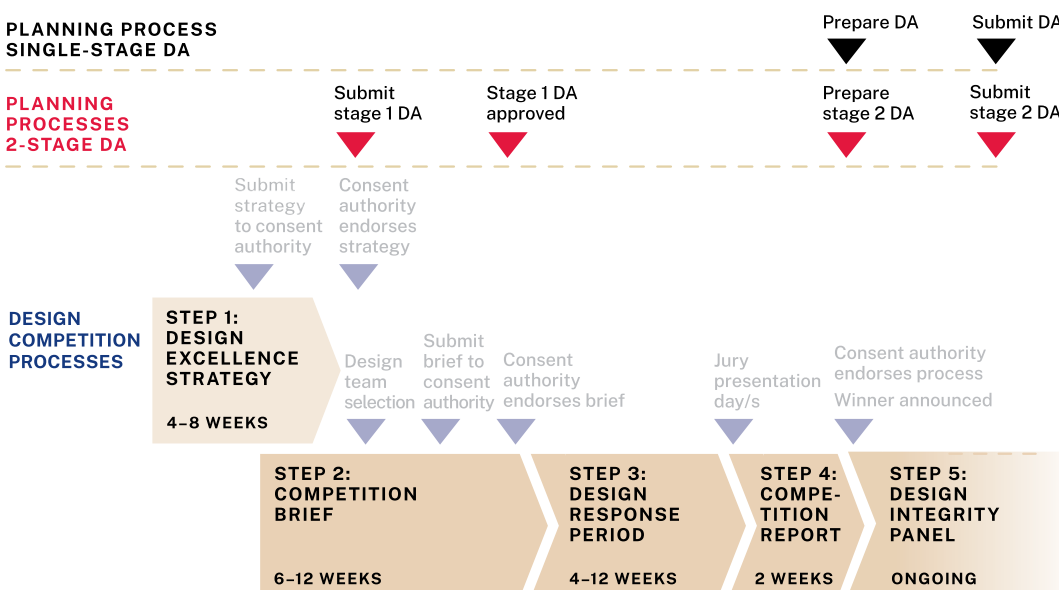 PLANNING PROCESS
SINGLE-STAGE DA
Prepare DA
Submit DA
PLANNING
PROCESSES
2-STAGE DA
Submit
stage 1 DA
Stage 1 DA
approved
Prepare
stage 2 DA
Submit
stage 2 DA
Submit
strategy
to consent
authority
Consent
authority
endorses
strategy
DESIGN
COMPETITION
PROCESSES
STEP 1:
DESIGN
EXCELLENCE
STRATEGY
4–8 WEEKS
Design
team
selection
Submit
brief to
consent
authority
Consent
authority
endorses brief
Jury
presentation
day/s
Consent authority
endorses process
Winner announced
STEP 2:
COMPETITION
BRIEF
6–12 WEEKS
STEP 3:
DESIGN
RESPONSE
PERIOD
4–12 WEEKS
STEP 4:
COMPE-
TITION
REPORT
2 WEEKS
STEP 5:
DESIGN
INTEGRITY
PANEL
ONGOING